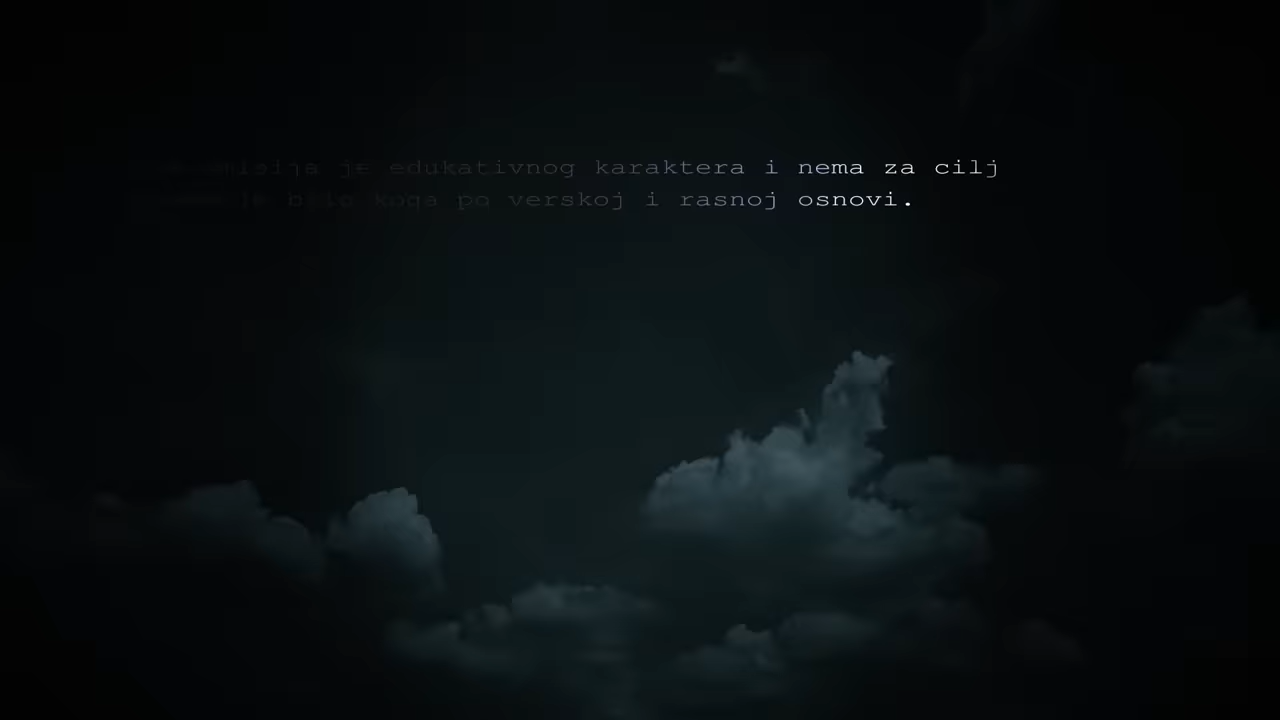 je edukativnog karaktera i nema za cilj
bilo koga po verskoj i rasnoj osnovi.